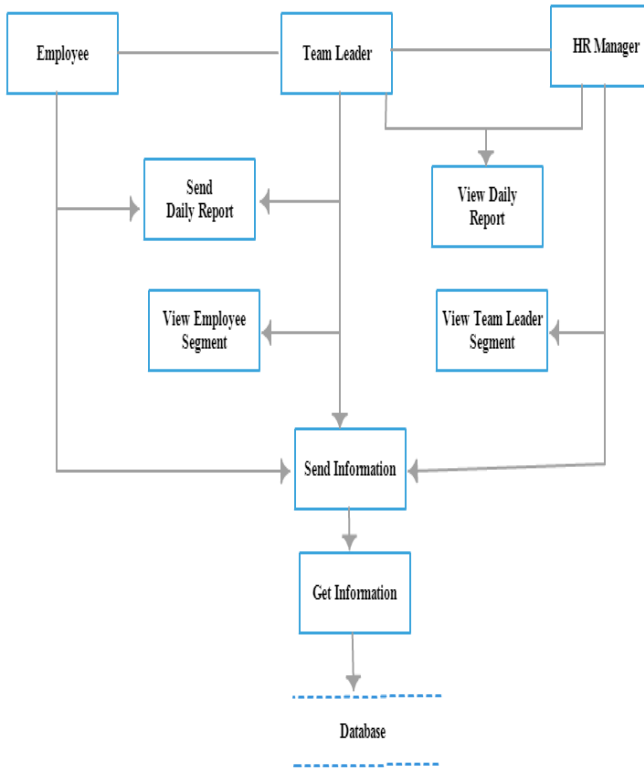 Employee
Team Leader
HR Manager
Send
Daily Report
View Daily
Report
View Employee
Segment
View Team Leader
Segment
Send Information
Get Information
Database